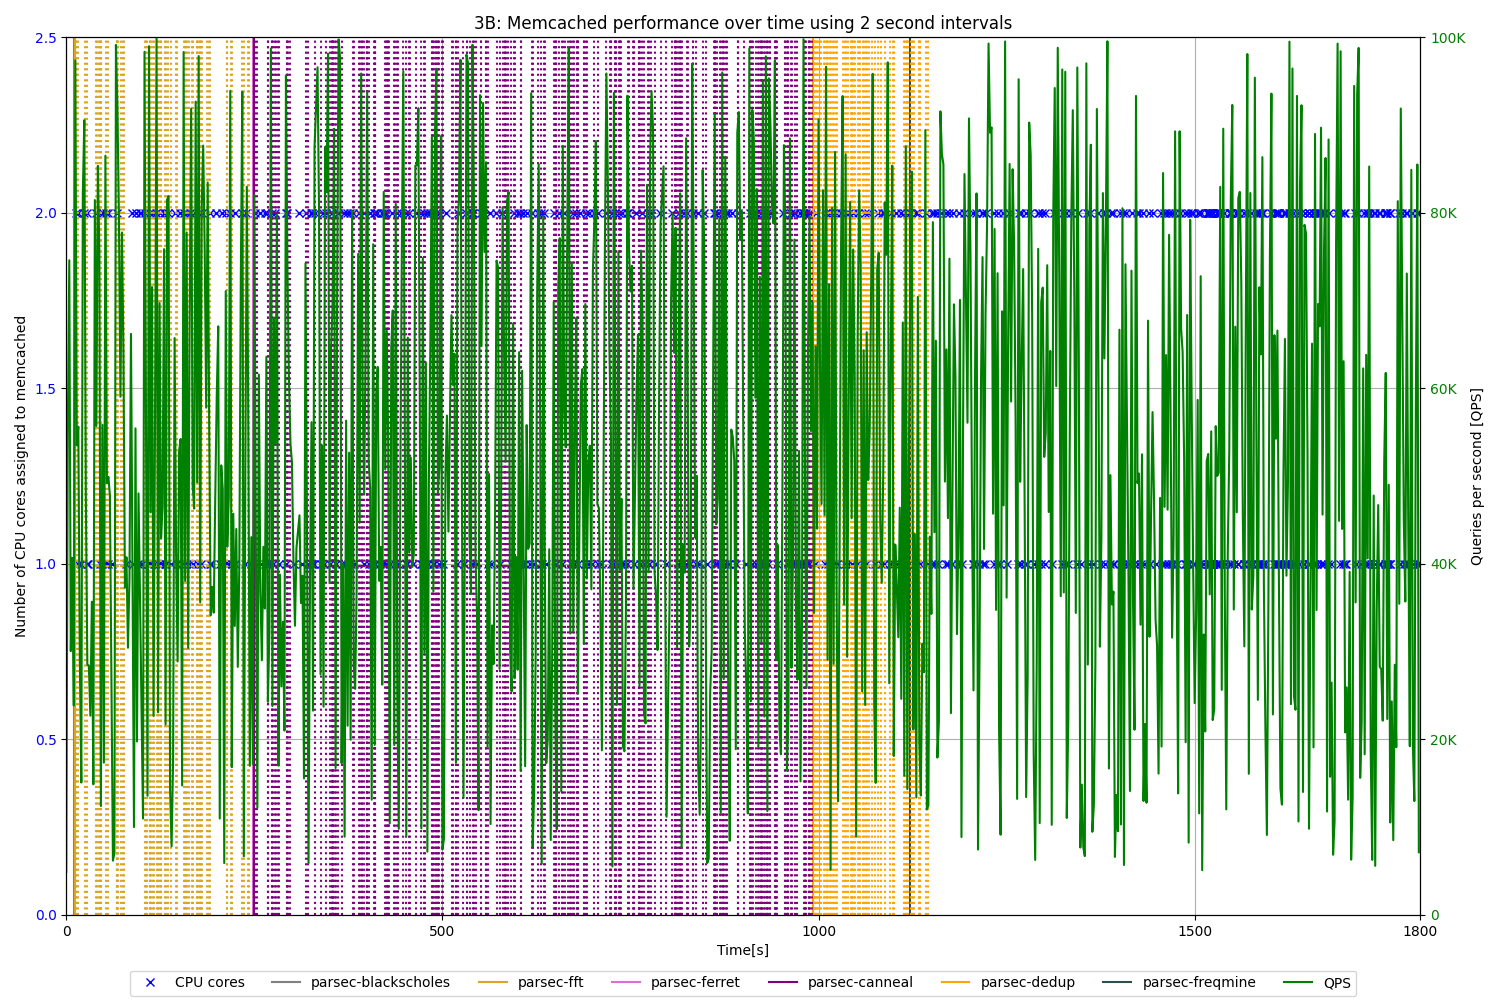 3B: Memcached performance over time using 2 second intervals
Number of CPU cores assigned to memcached
2.5
2.0
1.5
1.0
0.5
0.0
100K
80K
60K
40K
20K
0
Queries per second [QPS]
0
500
1000
1500
1800
Time[s]
CPU cores
parsec-blackscholes
parsec-fft
parsec-ferret
parsec-canneal
parsec-dedup
parsec-freqmine
QPS